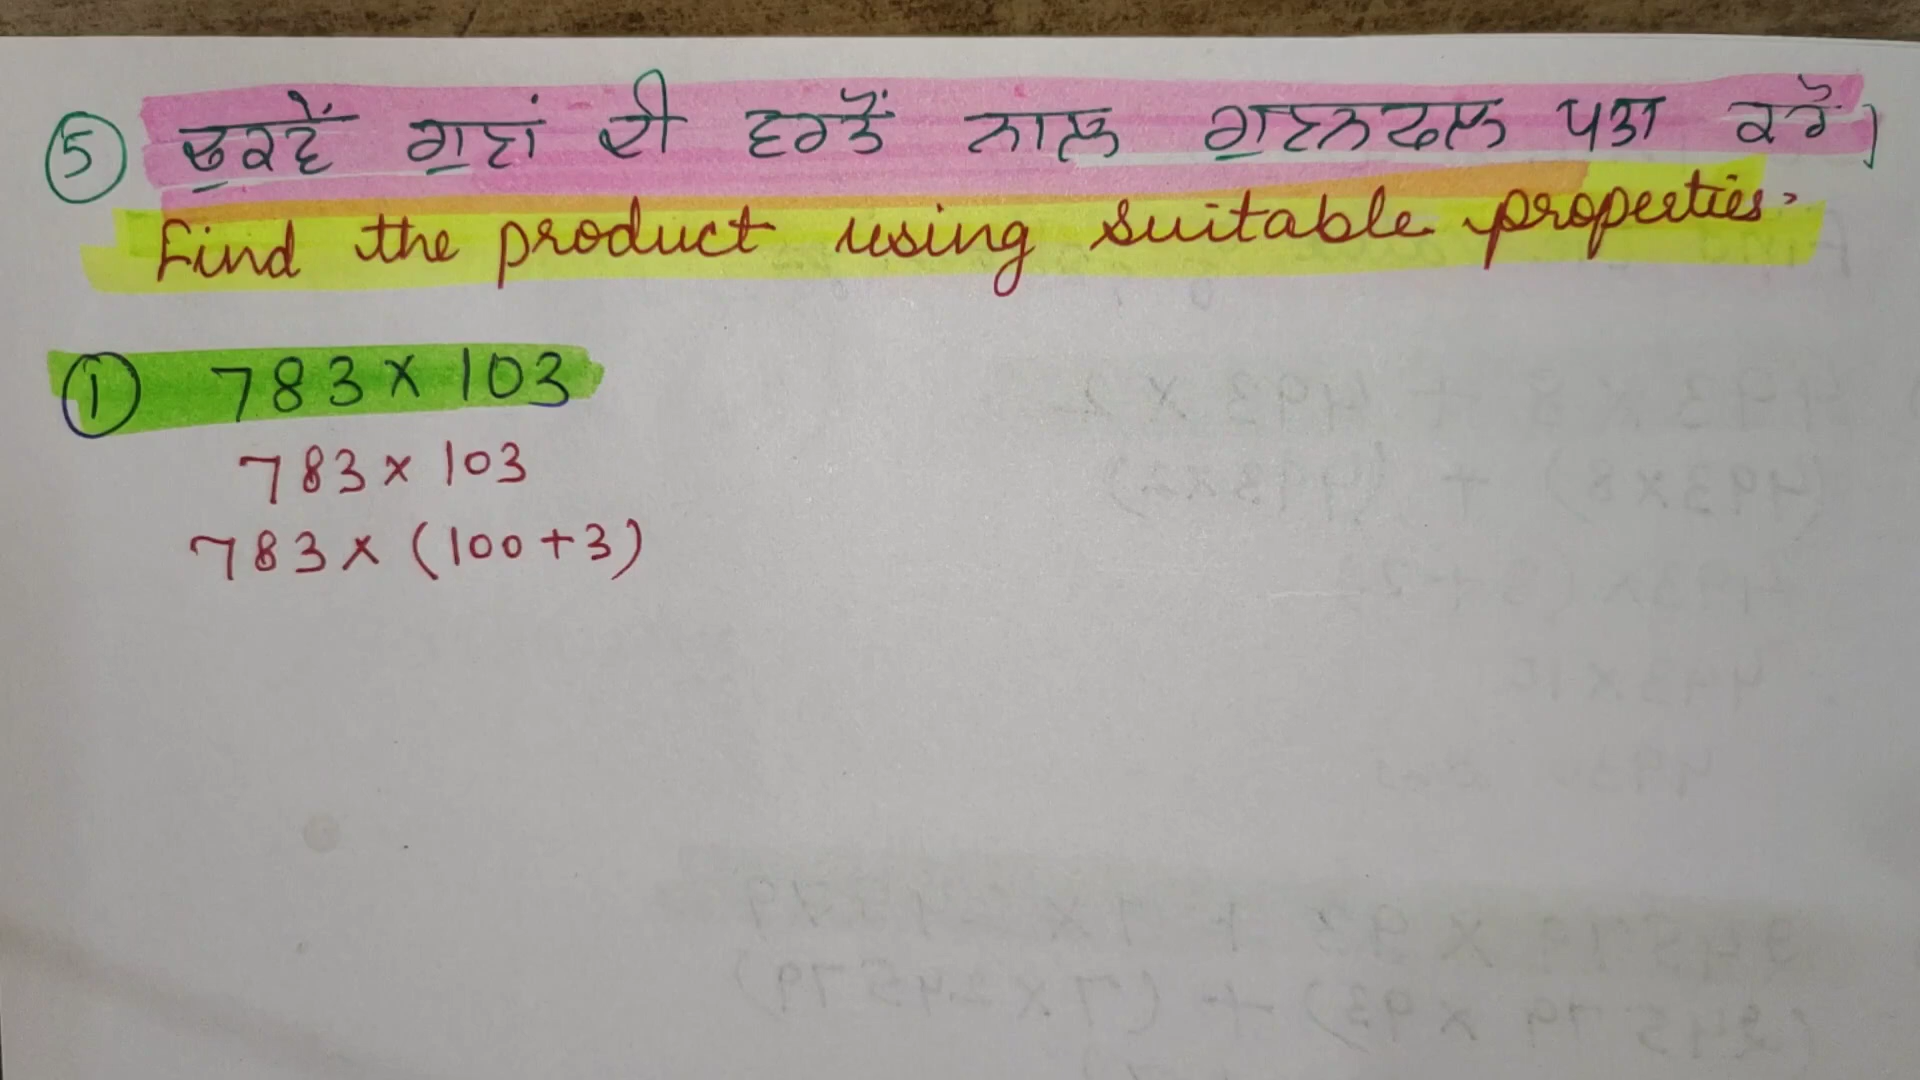 ⑤ ਢੁਕਵੇਂ ਗੁਣਾਂ ਦੀ ਵਰਤੋਂ ਨਾਲ ਗੁਣਨਫਲ ਪਤਾ ਕਰੋ।
Find the product using suitable properties.
① 783 × 103
783 × 103
783 × (100 + 3)